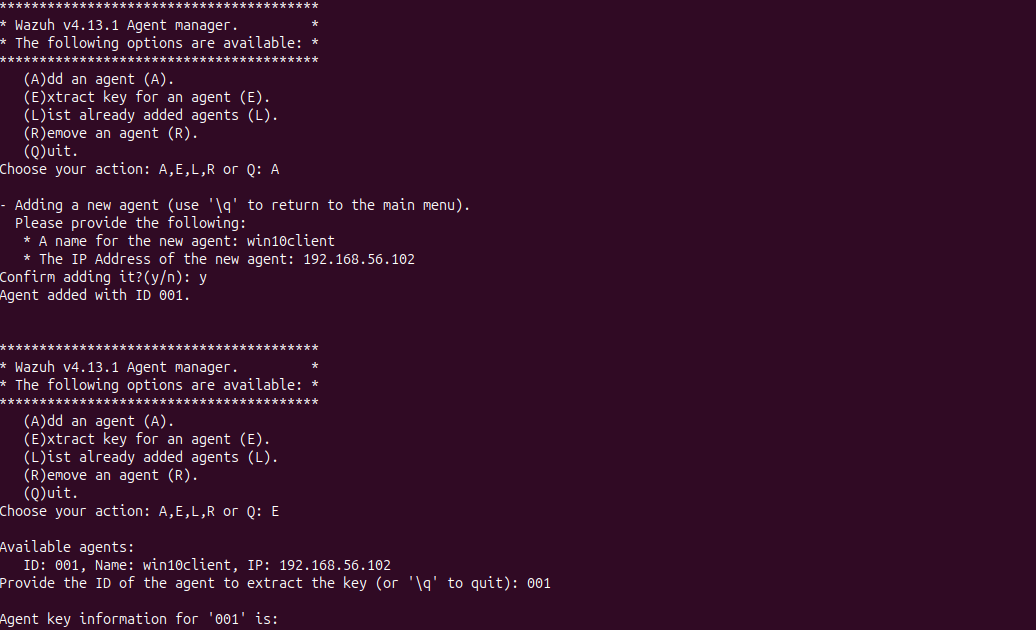 ****************************************
* Wazuh v4.13.1 Agent manager.         *
* The following options are available: *
****************************************
   (A)dd an agent (A).
   (E)xtract key for an agent (E).
   (L)ist already added agents (L).
   (R)emove an agent (R).
   (Q)uit.
Choose your action: A,E,L,R or Q: A
- Adding a new agent (use '\q' to return to the main menu).
  Please provide the following:
   * A name for the new agent: win10client
   * The IP Address of the new agent: 192.168.56.102
Confirm adding it?(y/n): y
Agent added with ID 001.
****************************************
* Wazuh v4.13.1 Agent manager.         *
* The following options are available: *
****************************************
   (A)dd an agent (A).
   (E)xtract key for an agent (E).
   (L)ist already added agents (L).
   (R)emove an agent (R).
   (Q)uit.
Choose your action: A,E,L,R or Q: E
Available agents:
   ID: 001, Name: win10client, IP: 192.168.56.102
Provide the ID of the agent to extract the key (or '\q' to quit): 001
Agent key information for '001' is: